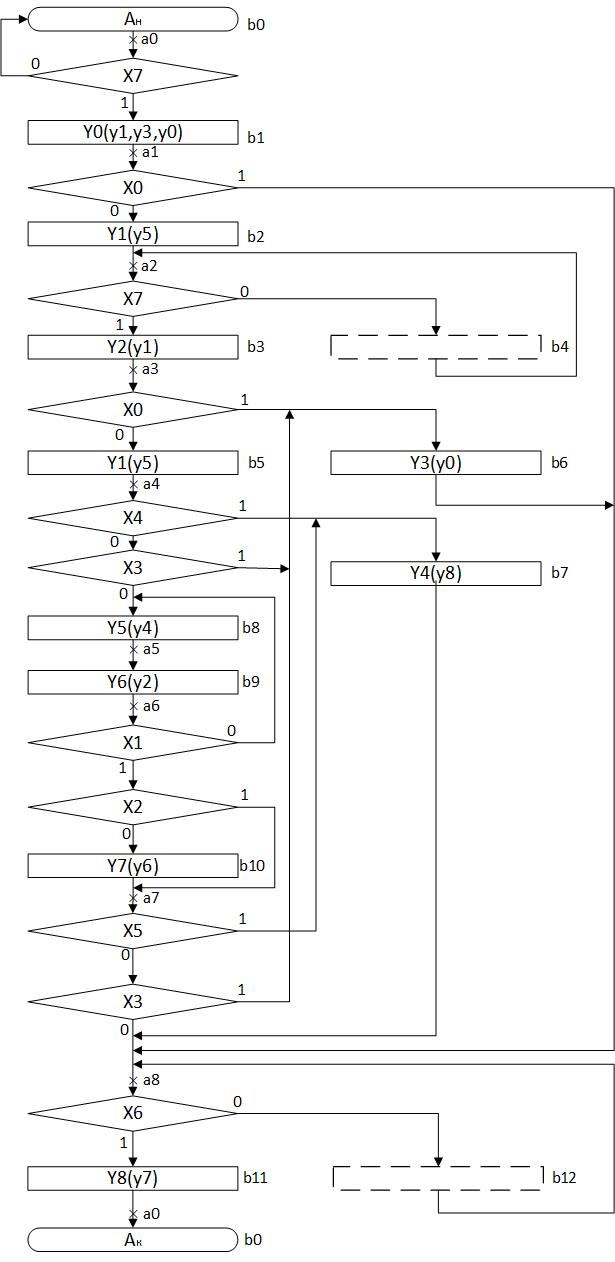 Aн b0
a0
0 X7
1
Y0(y1,y3,y0) b1
a1
X0 1
0
Y1(y5) b2
a2
X7 0
1
Y2(y1) b3 b4
a3
X0 1
0
Y1(y5) b5 Y3(y0) b6
a4
X4 1
0
X3 1 Y4(y8) b7
0
Y5(y4) b8
a5
Y6(y2) b9
a6
X1 0
1
X2 1
0
Y7(y6) b10
a7
X5 1
0
X3 1
0
a8
X6 0
1
Y8(y7) b11 b12
a0
Aк b0